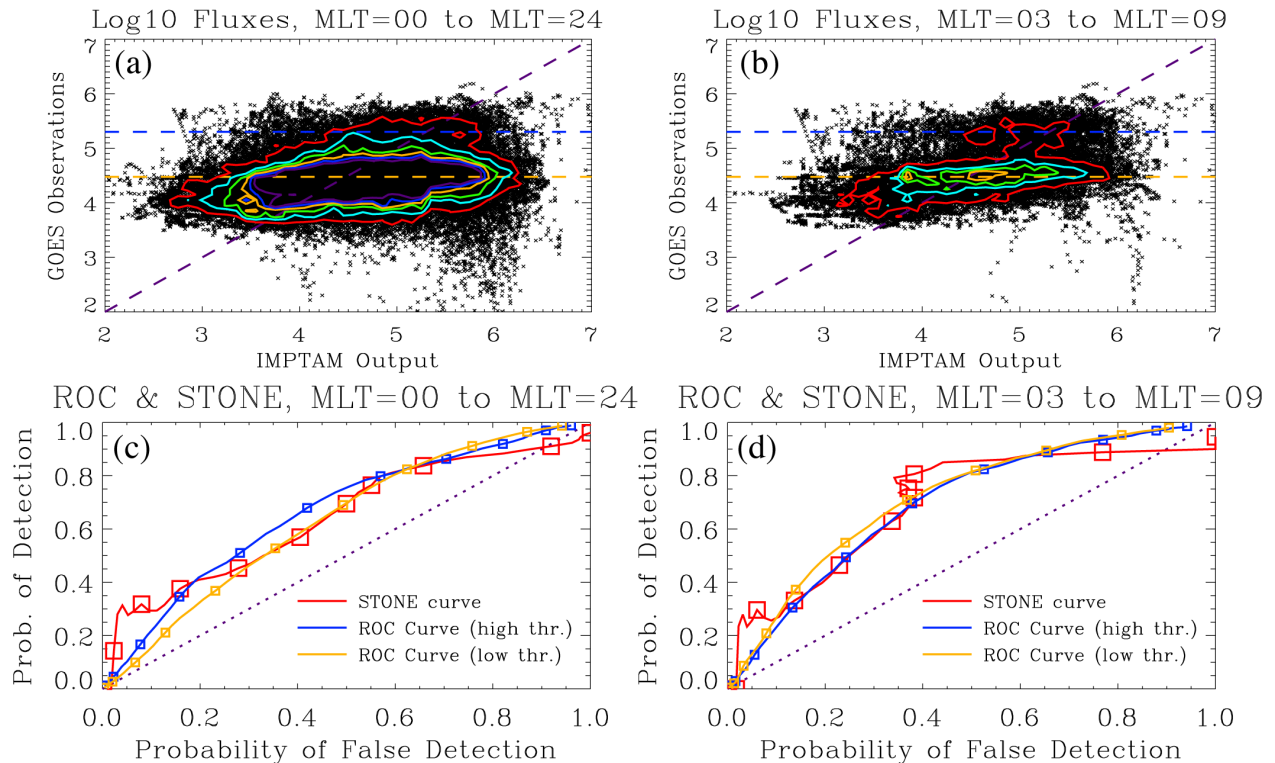 Log10 Fluxes, MLT=00 to MLT=24
(a)
7
6
5
4
3
2
GOES Observations
2 3 4 5 6 7
IMPTAM Output
Log10 Fluxes, MLT=03 to MLT=09
(b)
7
6
5
4
3
2
GOES Observations
2 3 4 5 6 7
IMPTAM Output
ROC & STONE, MLT=00 to MLT=24
(c)
1.0
0.8
0.6
0.4
0.2
0.0
Prob. of Detection
STONE curve
ROC Curve (high thr.)
ROC Curve (low thr.)
0.0 0.2 0.4 0.6 0.8 1.0
Probability of False Detection
ROC & STONE, MLT=03 to MLT=09
(d)
1.0
0.8
0.6
0.4
0.2
0.0
Prob. of Detection
STONE curve
ROC Curve (high thr.)
ROC Curve (low thr.)
0.0 0.2 0.4 0.6 0.8 1.0
Probability of False Detection